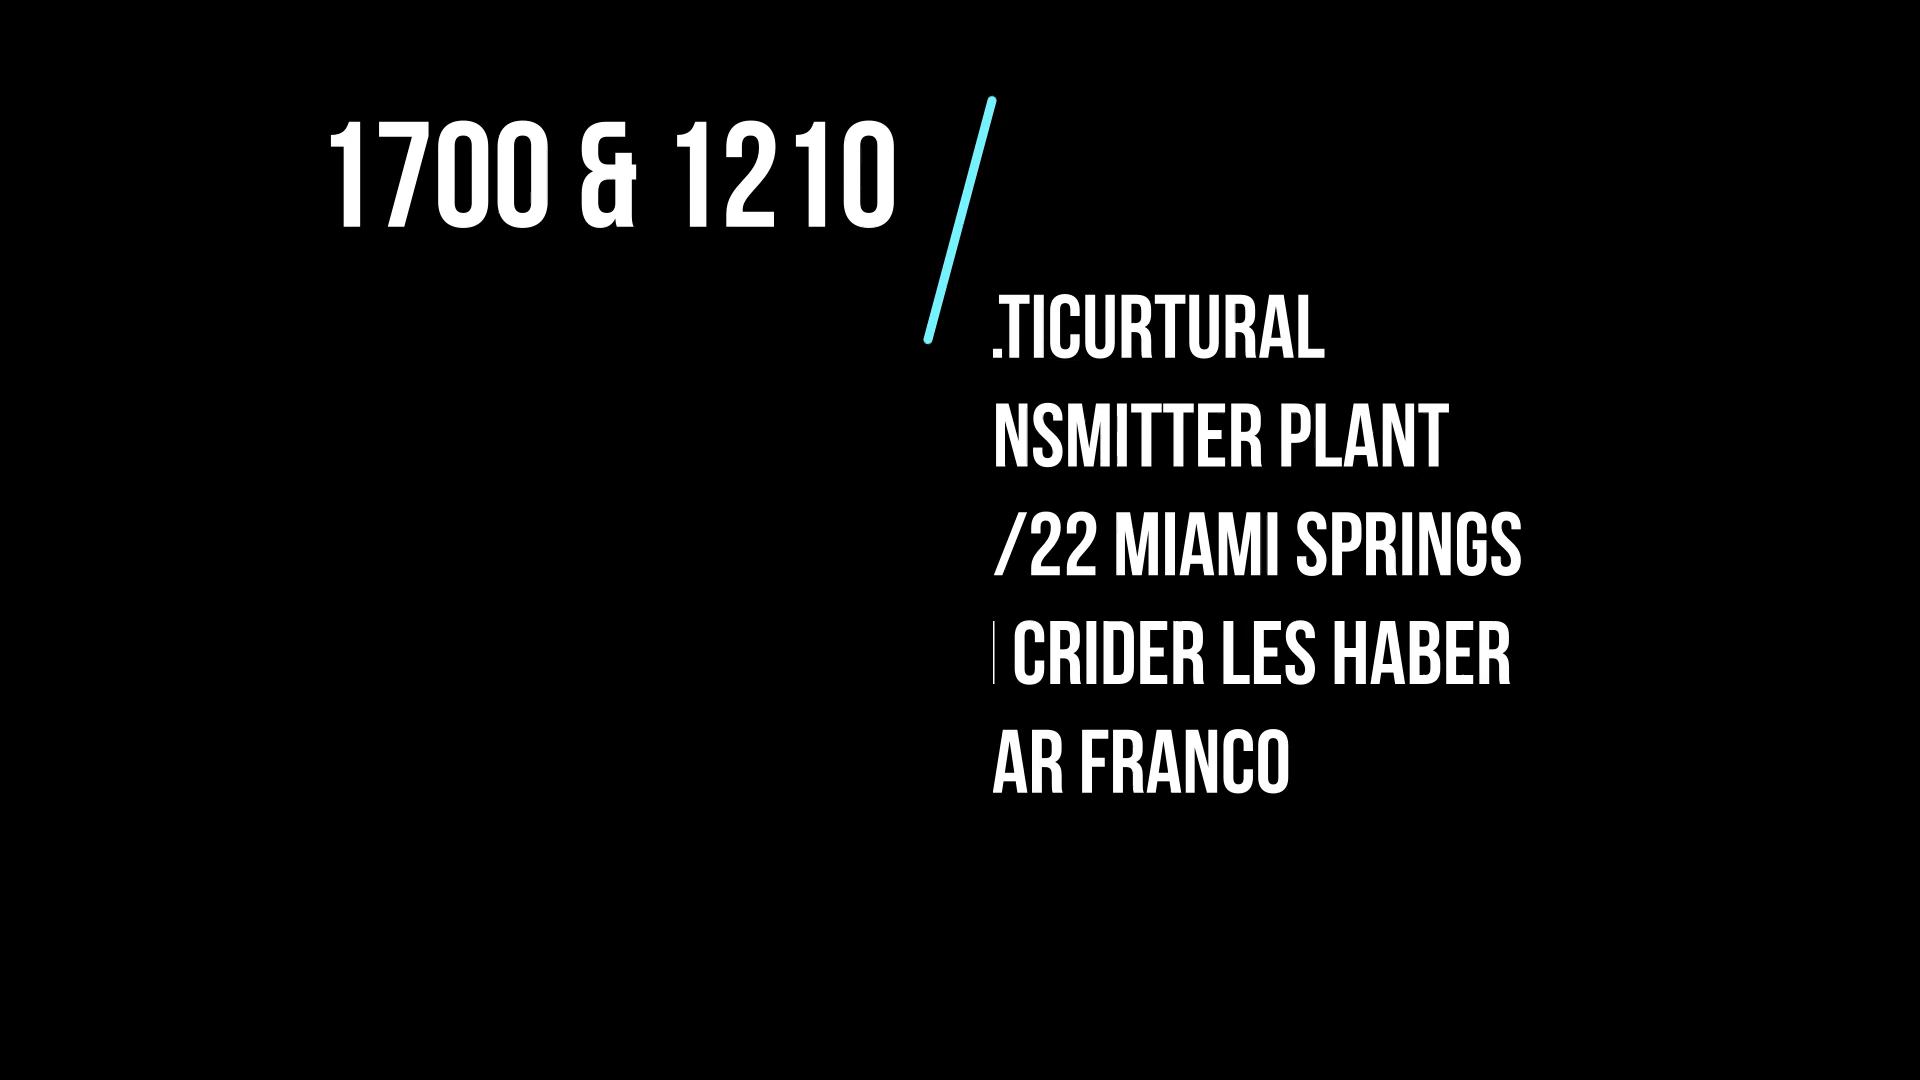 1700 & 1210
.TICURTURAL
NSMITTER PLANT
/22 MIAMI SPRINGS
CRIDER LES HABER
AR FRANCO